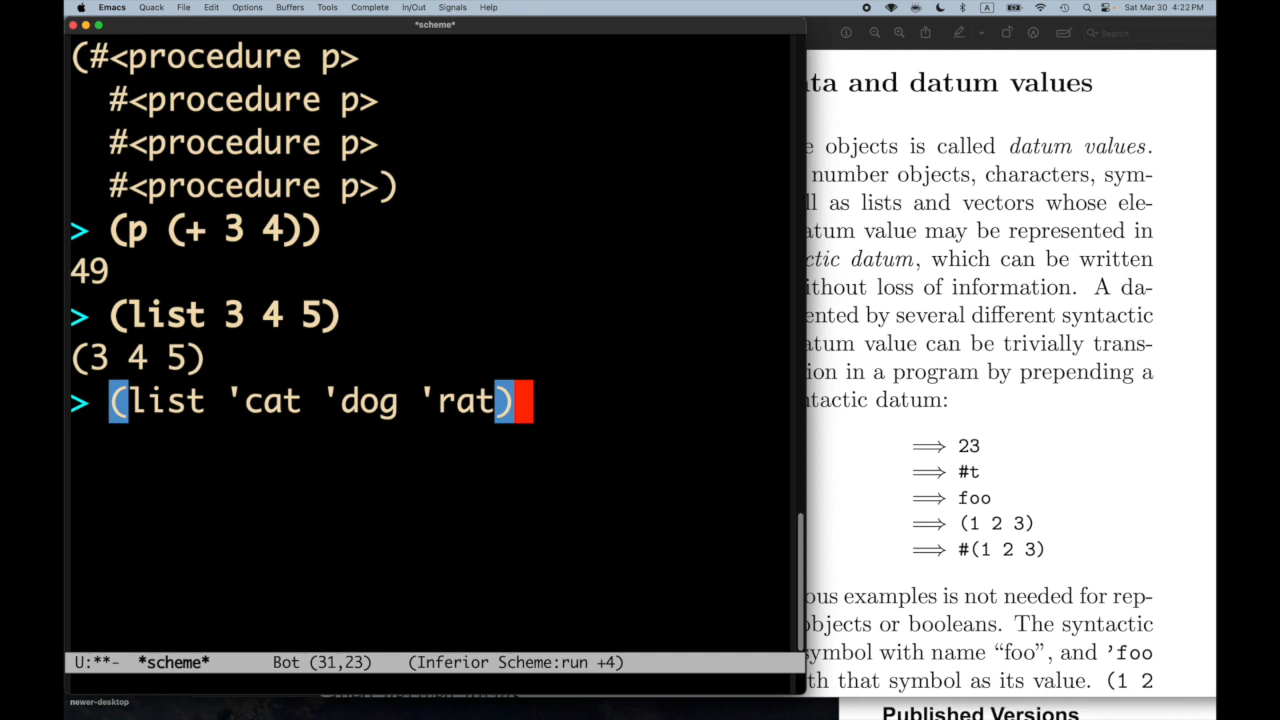 Emacs Quack File Edit Options Buffers Tools Complete In/Out Signals Help
A Sat Mar 30 4:22 PM
*scheme*
Search
(#<procedure p>
#<procedure p>
#<procedure p>
#<procedure p>)
> (p (+ 3 4))
49
> (list 3 4 5)
(3 4 5)
> (list 'cat 'dog 'rat)
U:**- *scheme* Bot (31,23) (Inferior Scheme:run +4)
newer-desktop
ta and datum values
e objects is called datum values.
number objects, characters, sym-
ll as lists and vectors whose ele-
atum value may be represented in
ctic datum, which can be written
ithout loss of information. A da-
ented by several different syntactic
atum value can be trivially trans-
ion in a program by prepending a
ntactic datum:
⟹ 23
⟹ #t
⟹ foo
⟹ (1 2 3)
⟹ #(1 2 3)
ous examples is not needed for rep-
objects or booleans. The syntactic
symbol with name “foo”, and ’foo
th that symbol as its value. (1 2
Published Versions